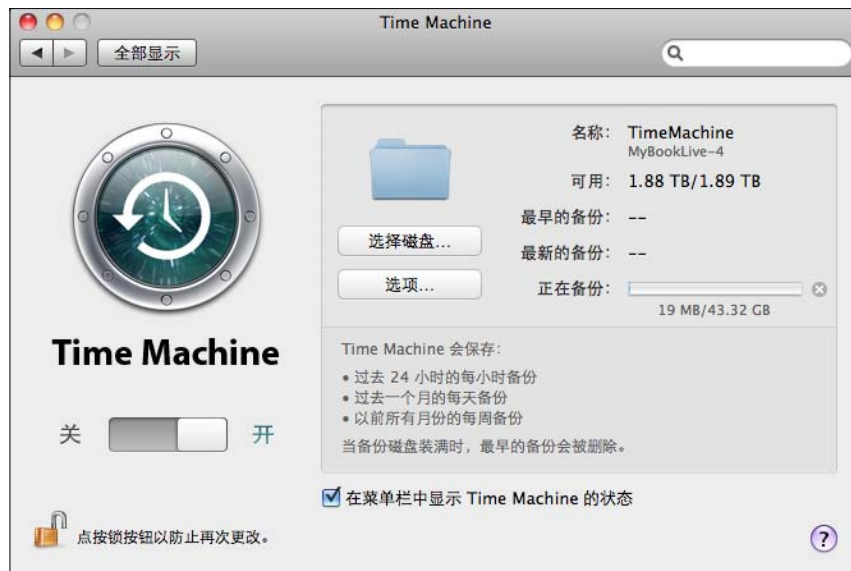 Time Machine
全部显示
名称： TimeMachine
MyBookLive-4
可用： 1.88 TB/1.89 TB
最早的备份： --
选择磁盘...
最新的备份： --
选项...
正在备份：
19 MB/43.32 GB
Time Machine
Time Machine 会保存：
• 过去 24 小时的每小时备份
• 过去一个月的每天备份
• 以前所有月份的每周备份
当备份磁盘装满时，最早的备份会被删除。
关 开
在菜单栏中显示 Time Machine 的状态
点按锁按钮以防止再次更改。
?